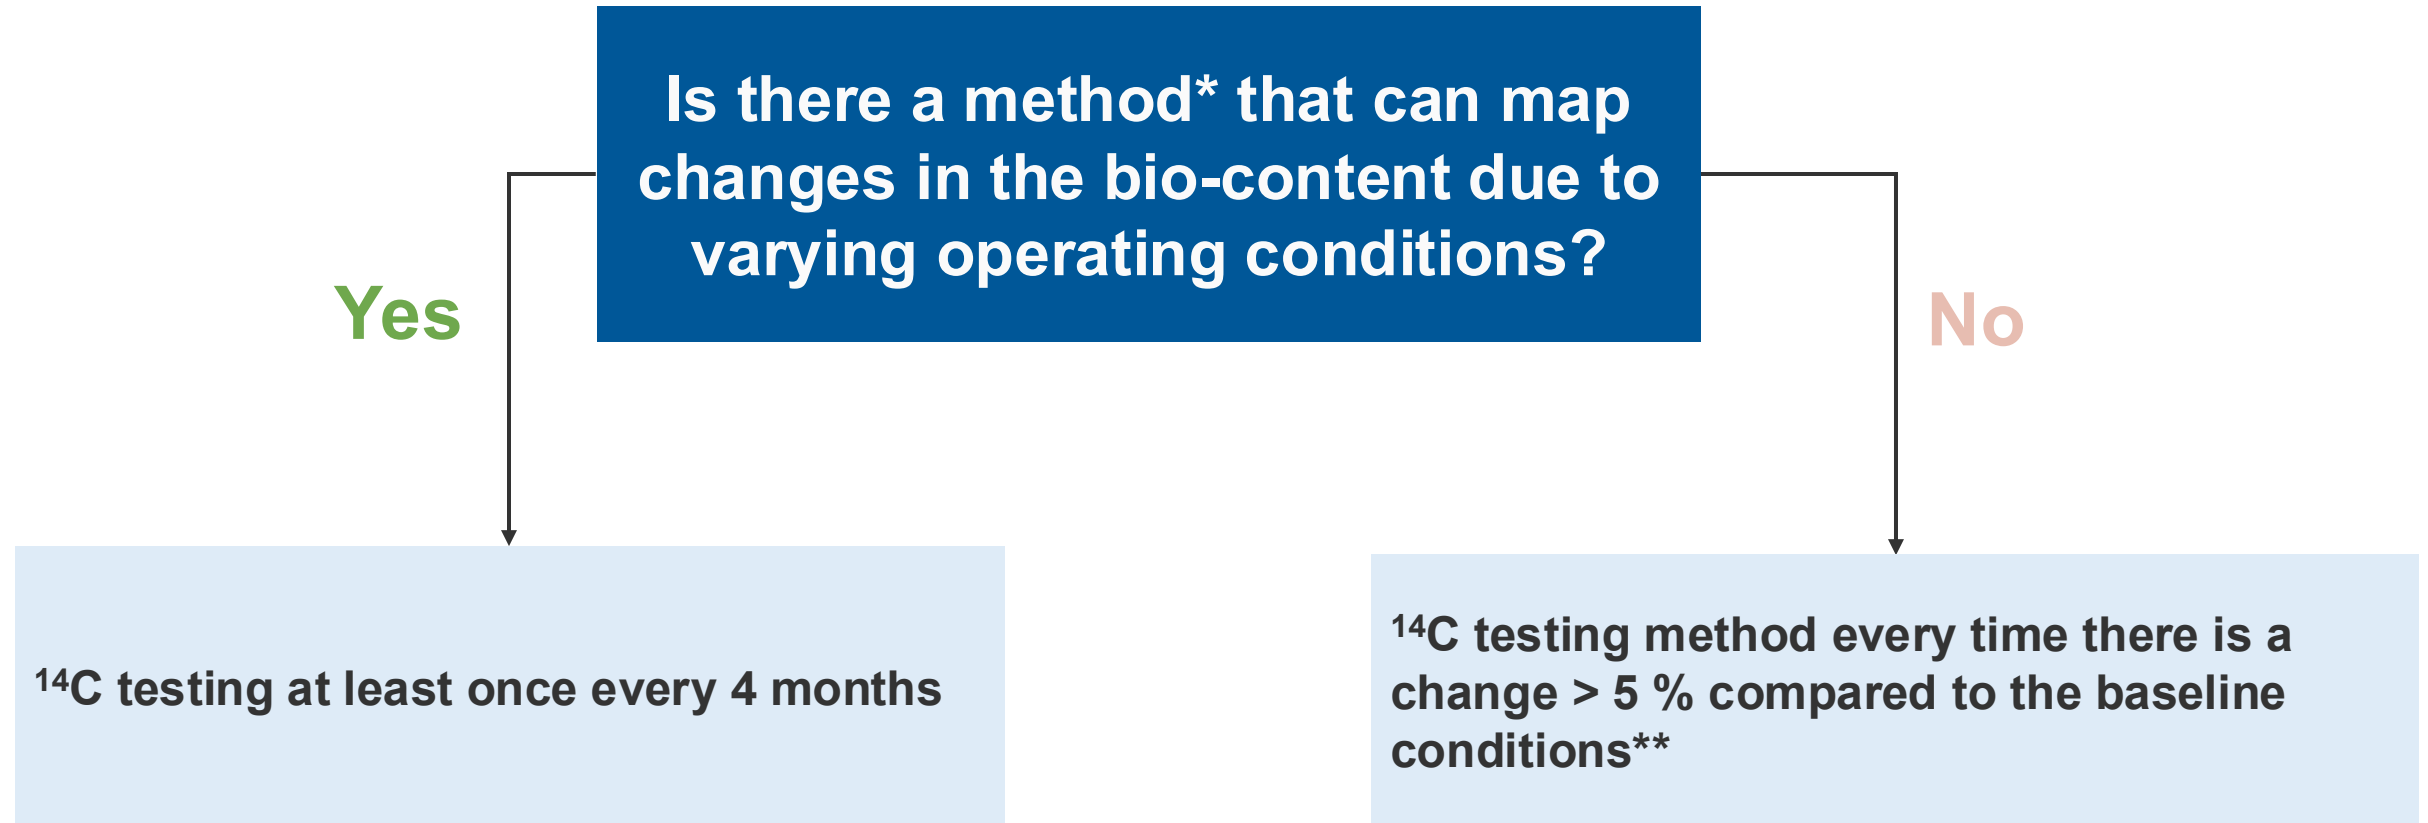 Is there a method* that can map
changes in the bio-content due to
varying operating conditions?
Yes
No
¹⁴C testing at least once every 4 months
¹⁴C testing method every time there is a
change > 5 % compared to the baseline
conditions**